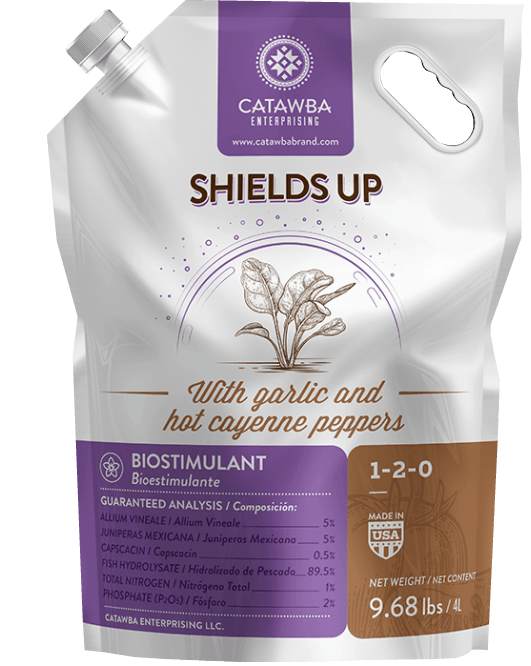 CATAWBA
ENTERPRISING
www.catawbabrand.com
SHIELDS UP
With garlic and
hot cayenne peppers
BIOSTIMULANT
Bioestimulante
GUARANTEED ANALYSIS / Composición:
ALLIUM VINEALE / Allium Vineale 5%
JUNIPERAS MEXICANA / Juniperas Mexicana 5%
CAPSCACIN / Capscacin 0.5%
FISH HYDROLYSATE / Hidrolizado de Pescado 89.5%
TOTAL NITROGEN / Nitrógeno Total 1%
PHOSPHATE (P2O5) / Fósforo 2%
CATAWBA ENTERPRISING LLC.
1-2-0
MADE IN
USA
NET WEIGHT / NET CONTENT
9.68 lbs / 4L